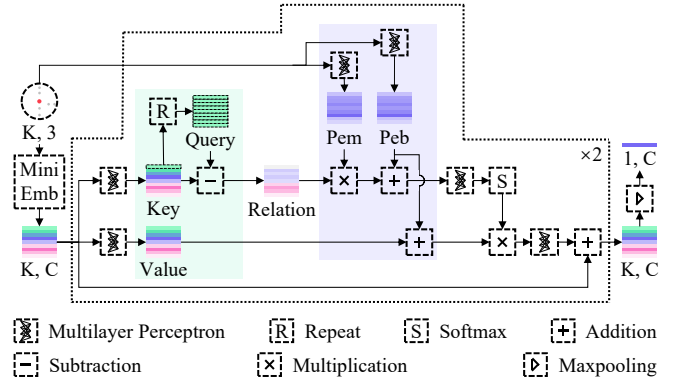 K, 3
Mini
Emb
K, C
R
Query
Key
Value
Relation
Pem
Peb
S
×2
1, C
K, C
Multilayer Perceptron
R Repeat
S Softmax
+ Addition
− Subtraction
× Multiplication
Maxpooling